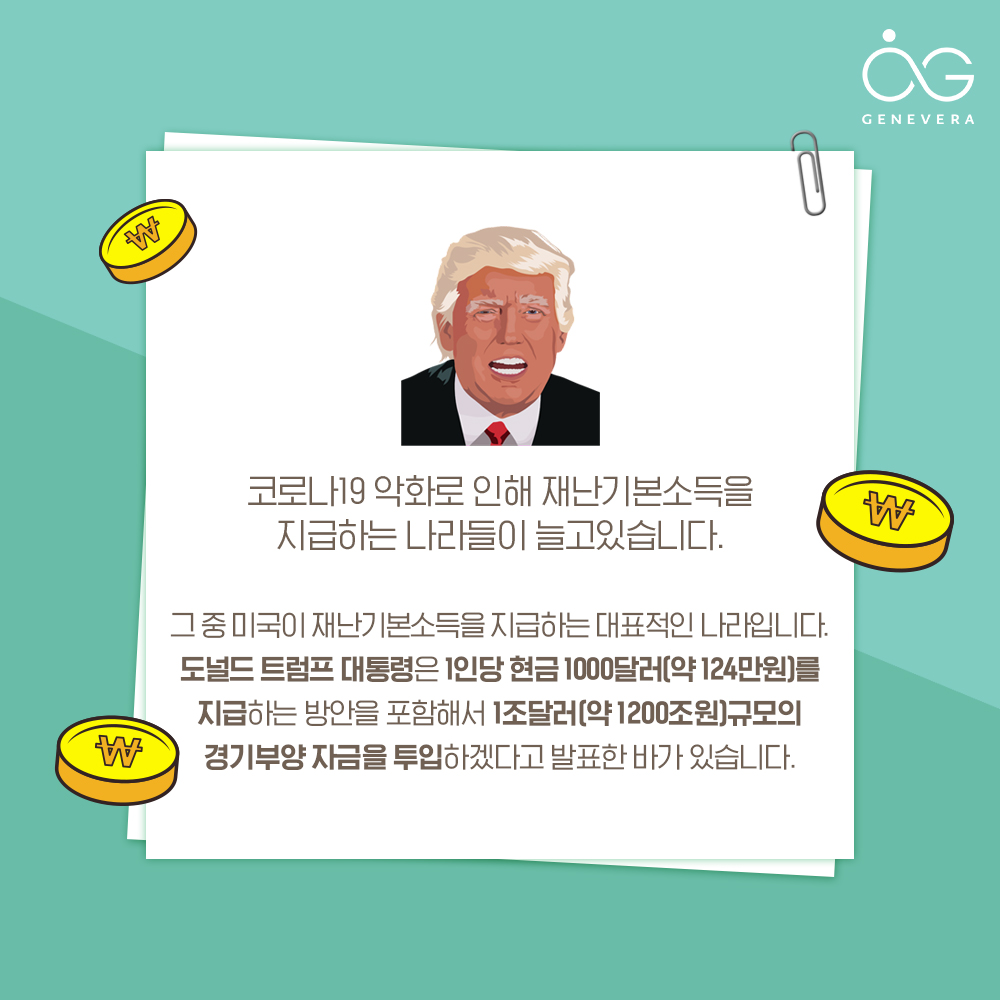 GENEVERA
코로나19 악화로 인해 재난기본소득을
지급하는 나라들이 늘고있습니다.
그 중 미국이 재난기본소득을 지급하는 대표적인 나라입니다.
도널드 트럼프 대통령은 1인당 현금 1000달러(약 124만원)를
지급하는 방안을 포함해서 1조달러(약 1200조원)규모의
경기부양 자금을 투입하겠다고 발표한 바가 있습니다.